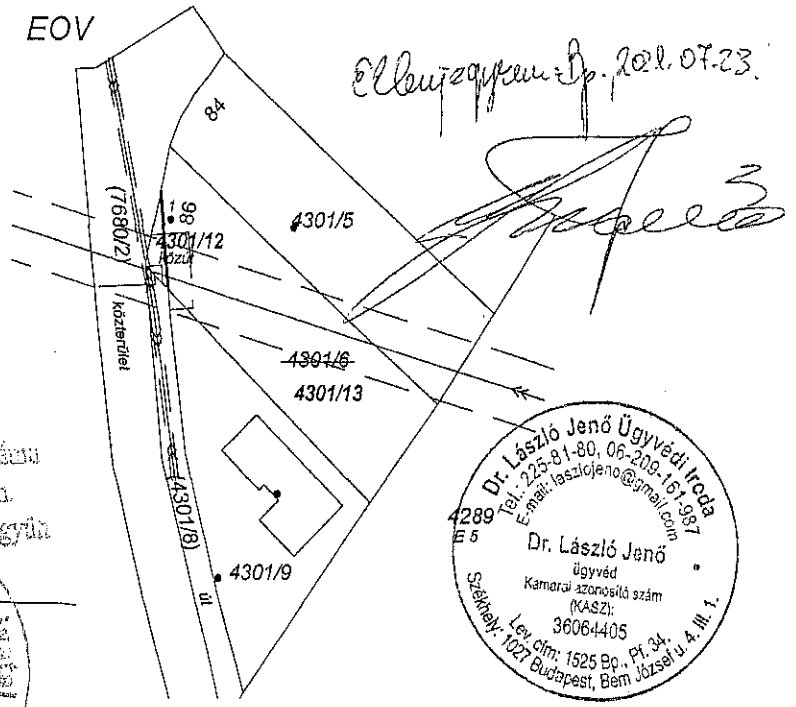 EOV
Ellenjegyzem: Bp., 2021.07.23.
84
1
86
4301/5
(7680/2)
4301/12
közút
közterület
4301/6
4301/13
(4301/8)
út
4301/9
4289
E 5
Dr. László Jenő Ügyvédi Iroda
Tel.: 225-81-80, 06-209-161-987
E-mail: laszlojeno@gmail.com
Dr. László Jenő
ügyvéd
Kamarai azonosító szám
(KASZ):
36064405
Lev. cím: 1525 Bp., Pf. 34.
Székhely: 1027 Budapest, Bem József u. 4. III. 1.